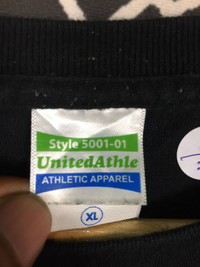 Style 5001-01
UnitedAthle
ATHLETIC APPAREL
XL